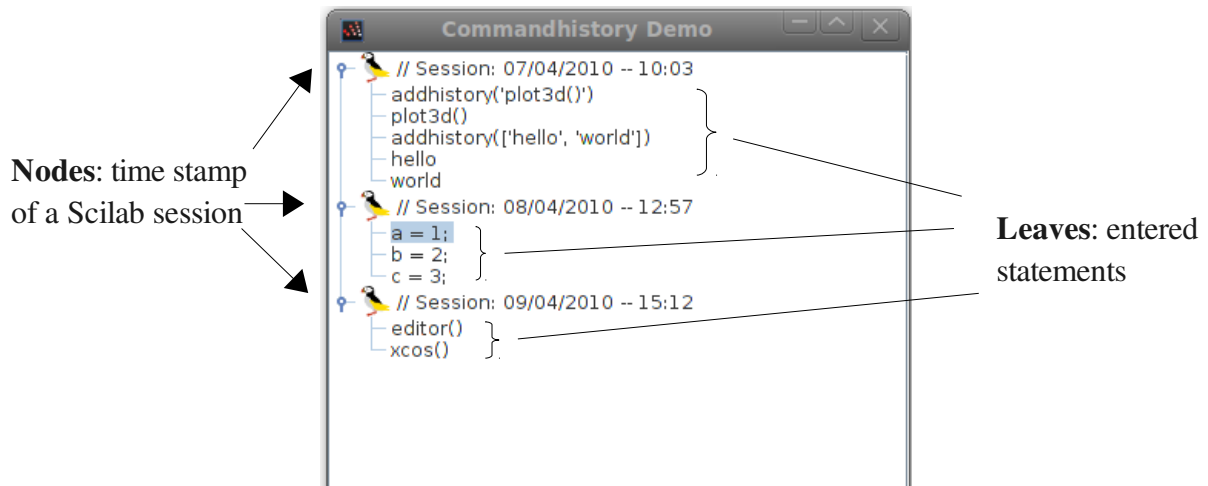 Commandhistory Demo
// Session: 07/04/2010 -- 10:03
addhistory('plot3d()')
plot3d()
addhistory(['hello', 'world'])
hello
world
// Session: 08/04/2010 -- 12:57
a = 1;
b = 2;
c = 3;
// Session: 09/04/2010 -- 15:12
editor()
xcos()
Nodes: time stamp
of a Scilab session
Leaves: entered
statements